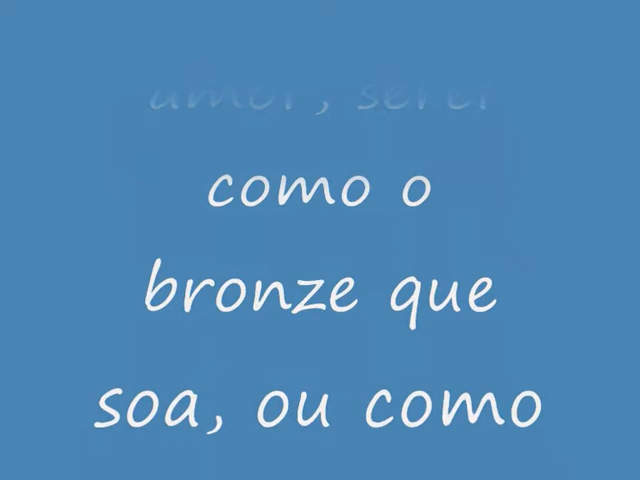 amor, serei
como o
bronze que
soa, ou como